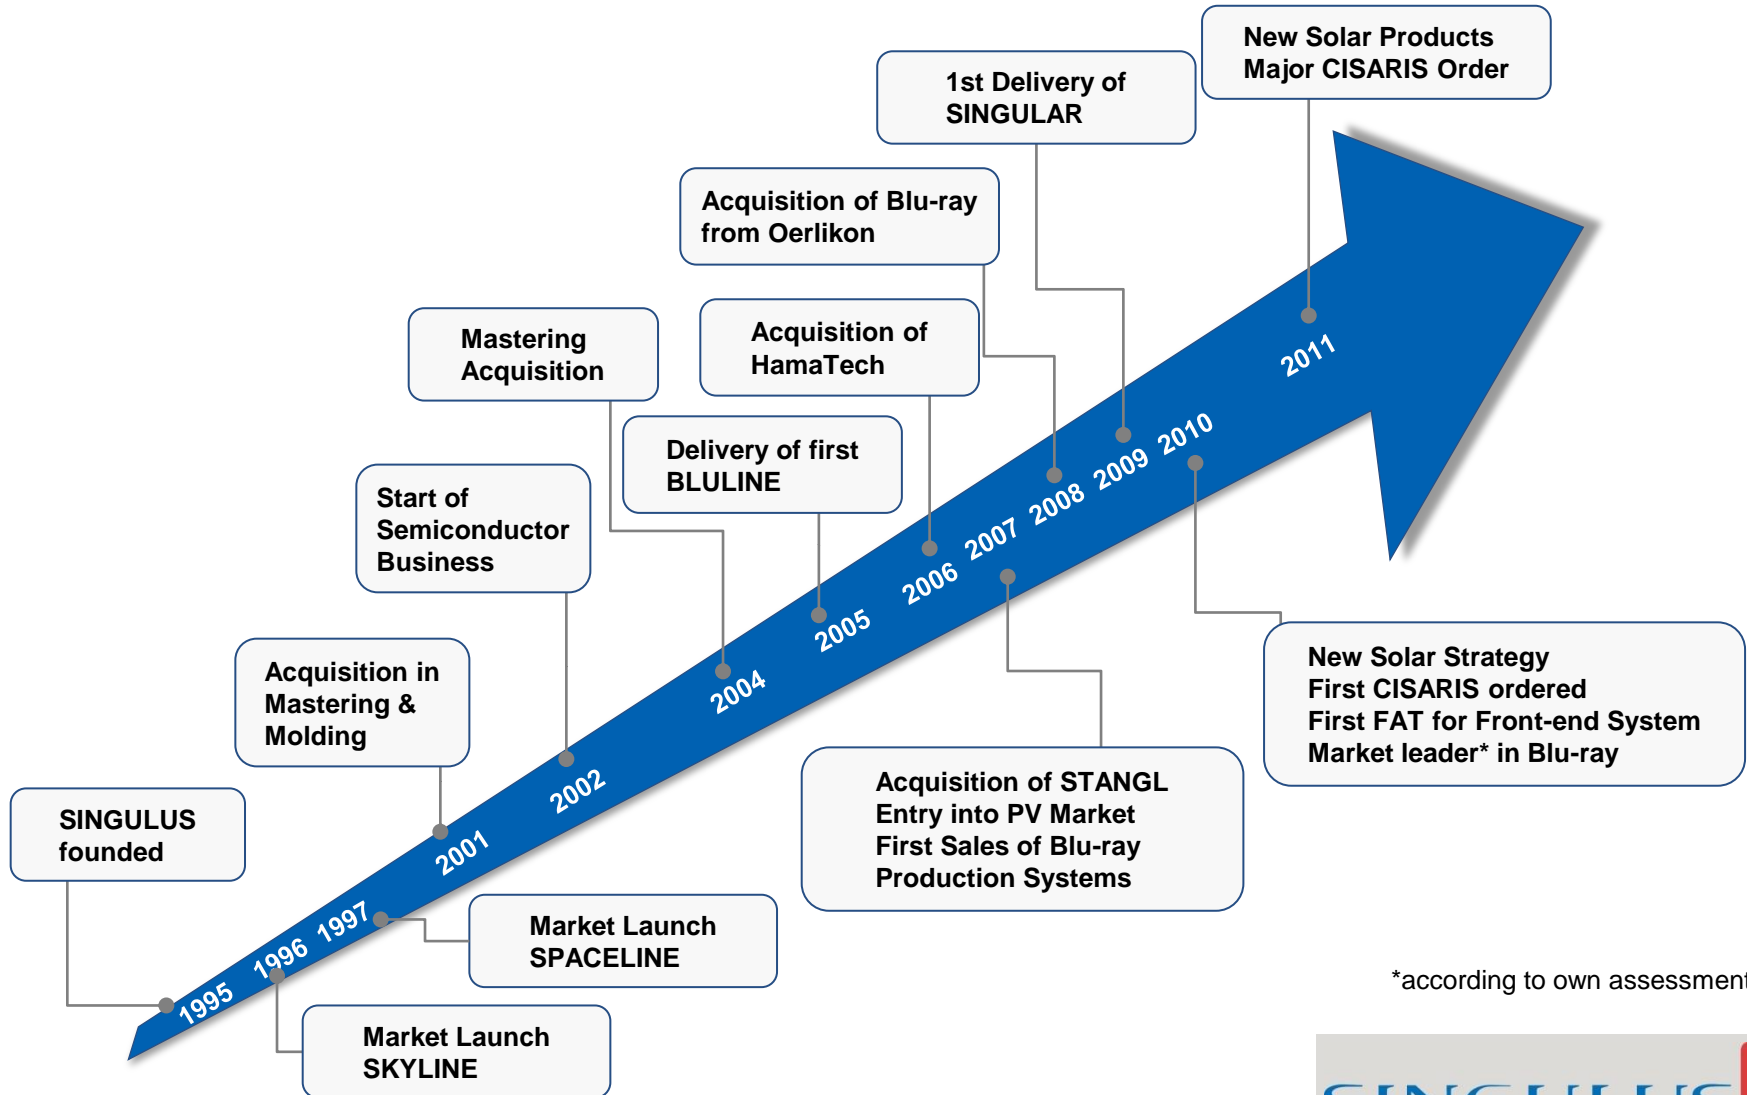 New Solar Products
Major CISARIS Order
1st Delivery of
SINGULAR
Acquisition of Blu-ray
from Oerlikon
Mastering
Acquisition
Acquisition of
HamaTech
Delivery of first
BLULINE
Start of
Semiconductor
Business
Acquisition in
Mastering &
Molding
SINGULUS
founded
1995
1996
1997
2001
2002
2004
2005
2006
2007
2008
2009
2010
2011
New Solar Strategy
First CISARIS ordered
First FAT for Front-end System
Market leader* in Blu-ray
Acquisition of STANGL
Entry into PV Market
First Sales of Blu-ray
Production Systems
Market Launch
SPACELINE
Market Launch
SKYLINE
*according to own assessment
SINGULUS